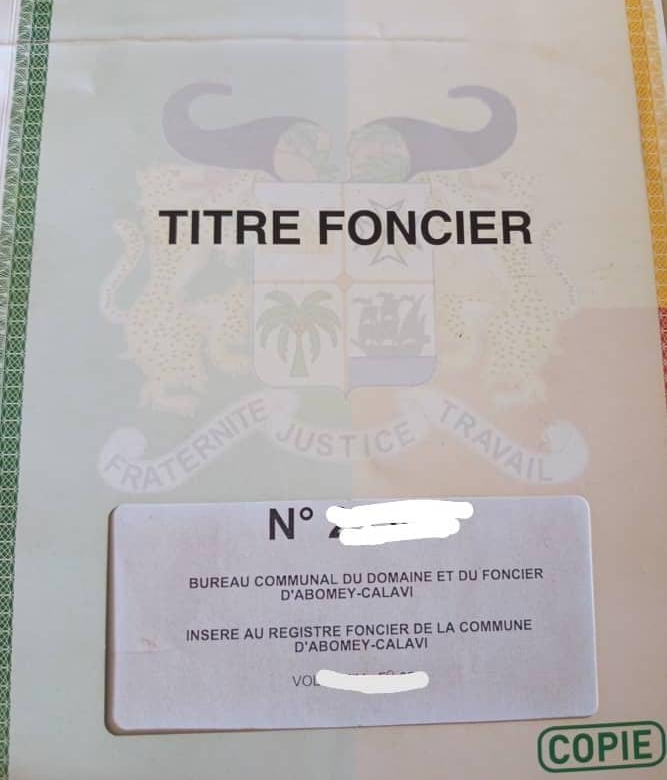 TITRE FONCIER
FRATERNITE JUSTICE TRAVAIL
N°
BUREAU COMMUNAL DU DOMAINE ET DU FONCIER
D'ABOMEY-CALAVI
INSERE AU REGISTRE FONCIER DE LA COMMUNE
D'ABOMEY-CALAVI
VOL
COPIE